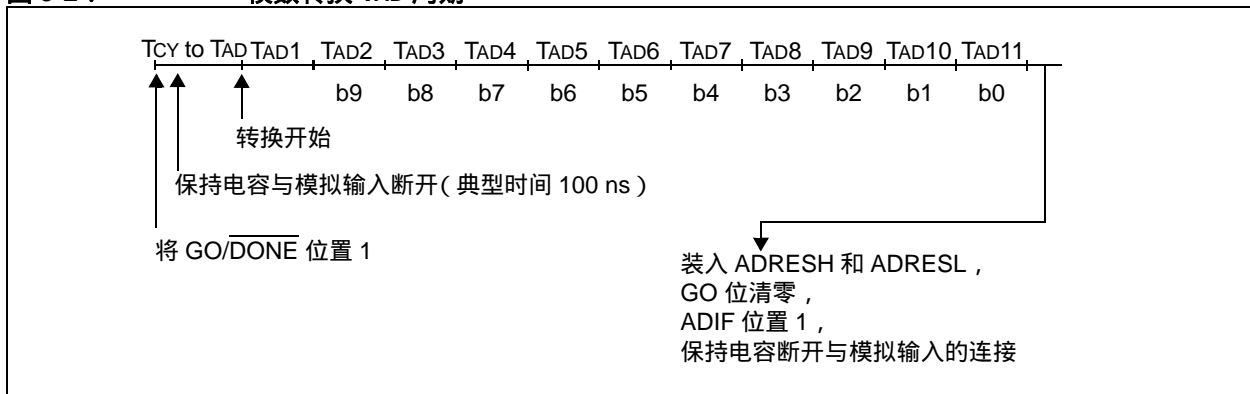 TCY to TAD TAD1 TAD2 TAD3 TAD4 TAD5 TAD6 TAD7 TAD8 TAD9 TAD10 TAD11
b9 b8 b7 b6 b5 b4 b3 b2 b1 b0
转换开始
保持电容与模拟输入断开(典型时间 100 ns)
将 GO/DONE 位置 1
装入 ADRESH 和 ADRESL,
GO 位清零,
ADIF 位置 1,
保持电容断开与模拟输入的连接